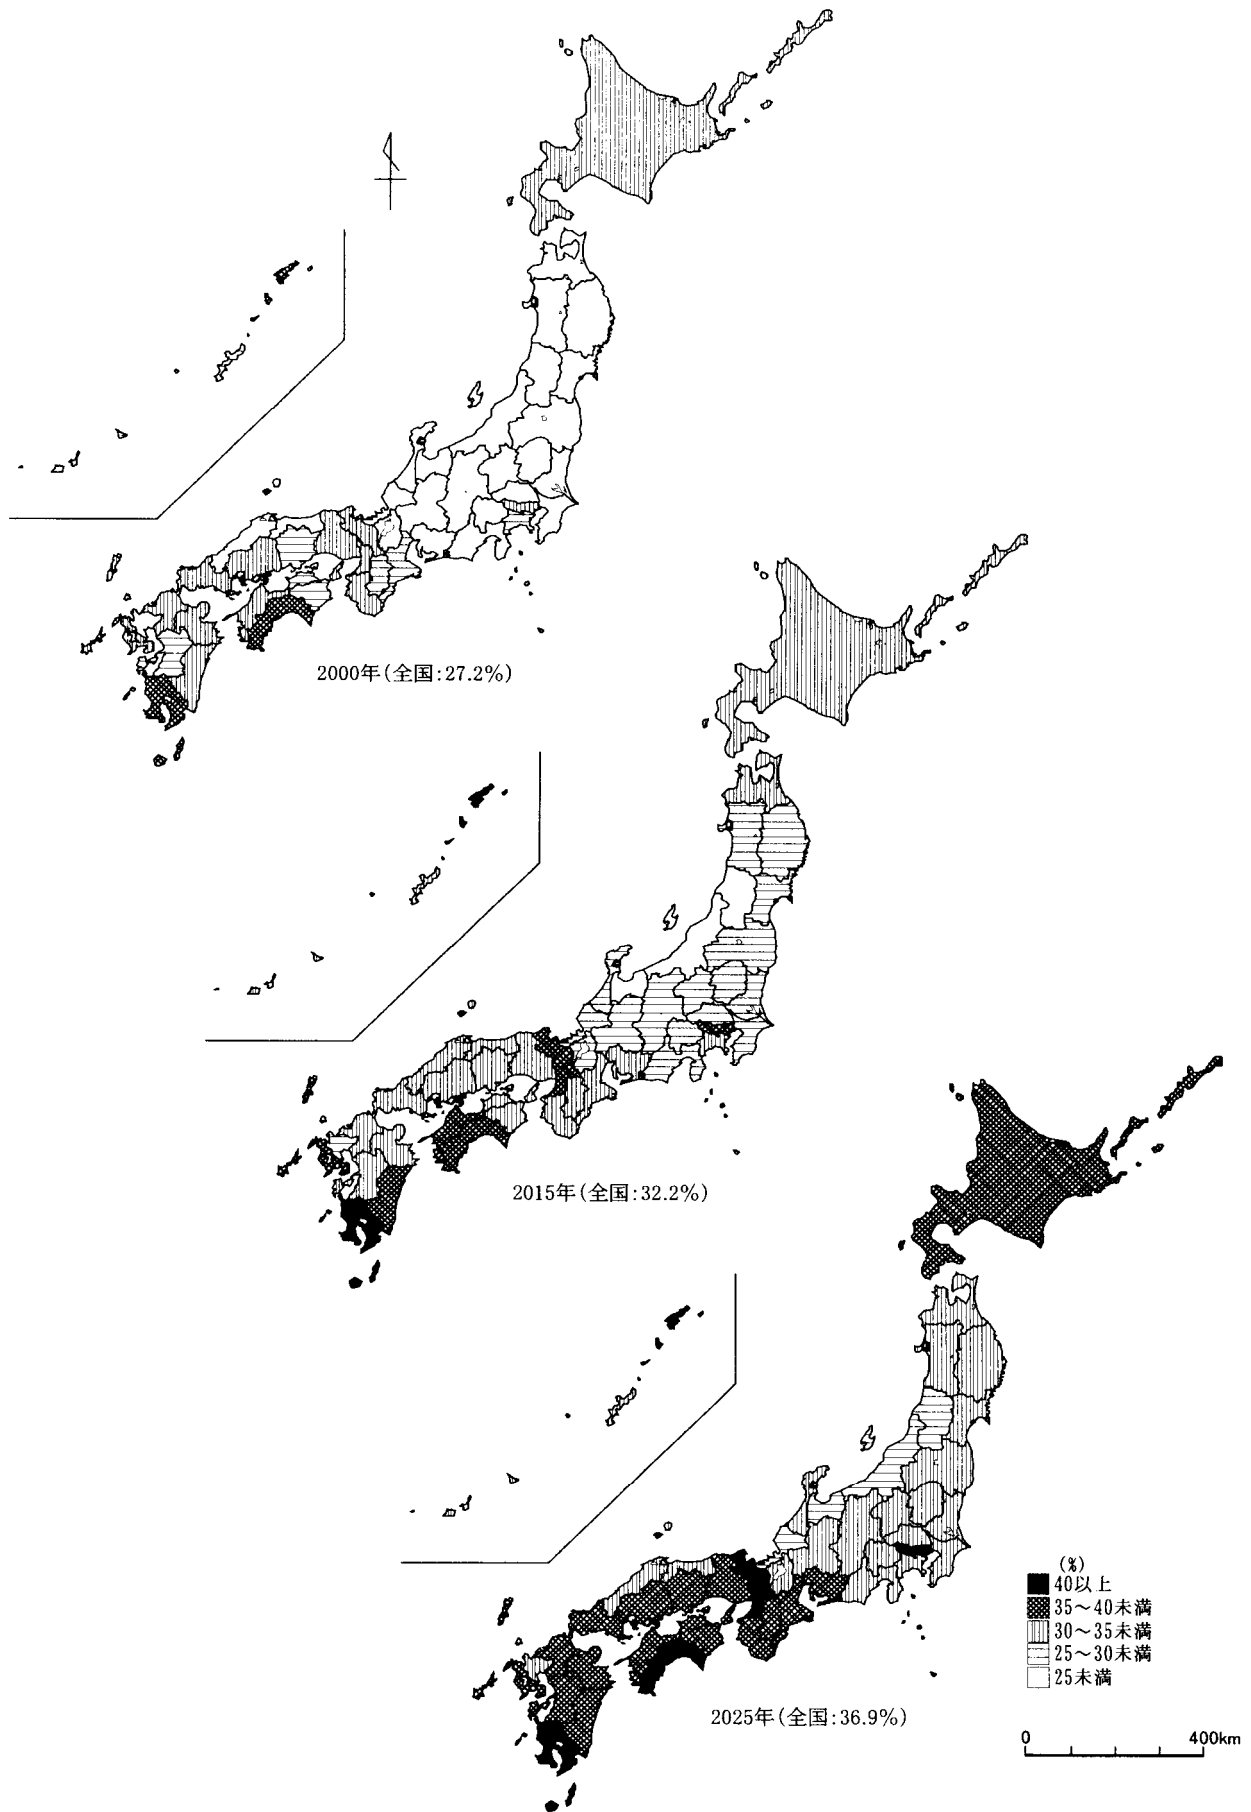 2000年(全国:27.2%)
2015年(全国:32.2%)
2025年(全国:36.9%)
(%)
40以上
35～40未満
30～35未満
25～30未満
25未満
0 400km